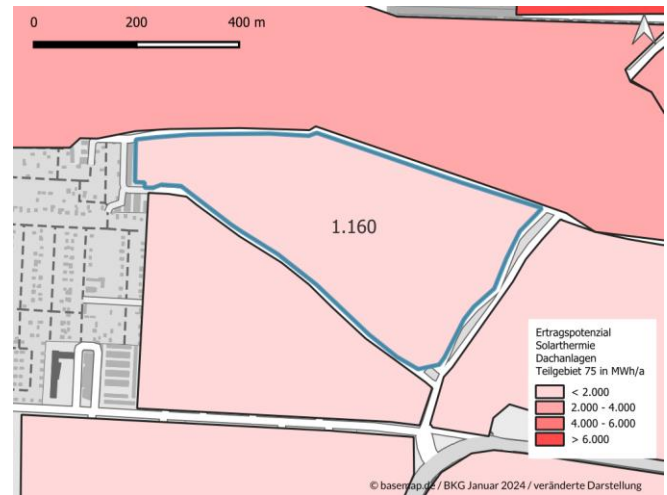 0 200 400 m
1.160
Ertragspotenzial
Solarthermie
Dachanlagen
Teilgebiet 75 in MWh/a
< 2.000
2.000 - 4.000
4.000 - 6.000
> 6.000
© basemap.de / BKG Januar 2024 / veränderte Darstellung